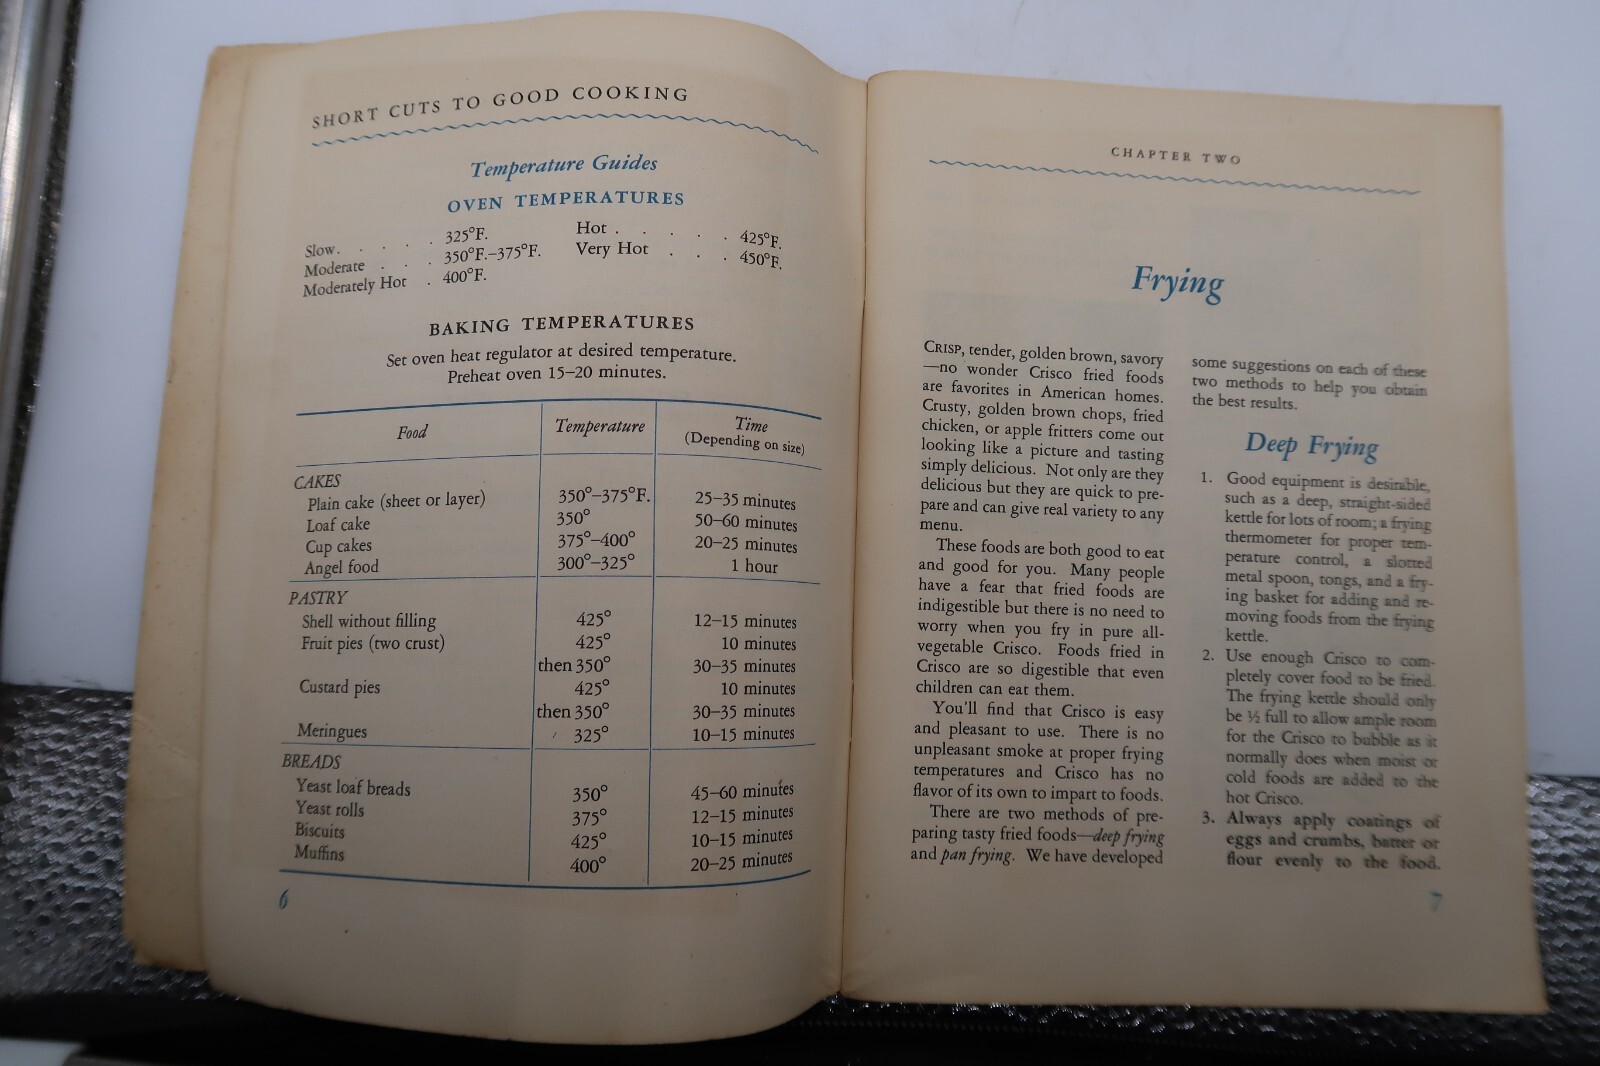 SHORT CUTS TO GOOD COOKING
Temperature Guides
OVEN TEMPERATURES
Slow. . . . . 325°F.
Moderate . . . 350°F.–375°F.
Moderately Hot . 400°F.
Hot . . . . . 425°F.
Very Hot . . . 450°F.
BAKING TEMPERATURES
Set oven heat regulator at desired temperature.
Preheat oven 15–20 minutes.
Food Temperature Time
(Depending on size)
CAKES
Plain cake (sheet or layer) 350°–375°F. 25–35 minutes
Loaf cake 350° 50–60 minutes
Cup cakes 375°–400° 20–25 minutes
Angel food 300°–325° 1 hour
PASTRY
Shell without filling 425° 12–15 minutes
Fruit pies (two crust) 425° 10 minutes
then 350° 30–35 minutes
Custard pies 425° 10 minutes
then 350° 30–35 minutes
Meringues 325° 10–15 minutes
BREADS
Yeast loaf breads 350° 45–60 minutes
Yeast rolls 375° 12–15 minutes
Biscuits 425° 10–15 minutes
Muffins 400° 20–25 minutes
6
CHAPTER TWO
Frying
CRISP, tender, golden brown, savory
—no wonder Crisco fried foods
are favorites in American homes.
Crusty, golden brown chops, fried
chicken, or apple fritters come out
looking like a picture and tasting
simply delicious. Not only are they
delicious but they are quick to pre-
pare and can give real variety to any
menu.
These foods are both good to eat
and good for you. Many people
have a fear that fried foods are
indigestible but there is no need to
worry when you fry in pure all-
vegetable Crisco. Foods fried in
Crisco are so digestible that even
children can eat them.
You'll find that Crisco is easy
and pleasant to use. There is no
unpleasant smoke at proper frying
temperatures and Crisco has no
flavor of its own to impart to foods.
There are two methods of pre-
paring tasty fried foods—deep frying
and pan frying. We have developed
some suggestions on each of these
two methods to help you obtain
the best results.
Deep Frying
1. Good equipment is desirable,
such as a deep, straight-sided
kettle for lots of room; a frying
thermometer for proper tem-
perature control, a slotted
metal spoon, tongs, and a fry-
ing basket for adding and re-
moving foods from the frying
kettle.
2. Use enough Crisco to com-
pletely cover food to be fried.
The frying kettle should only
be ½ full to allow ample room
for the Crisco to bubble as it
normally does when moist or
cold foods are added to the
hot Crisco.
3. Always apply coatings of
eggs and crumbs, batter or
flour evenly to the food.
7